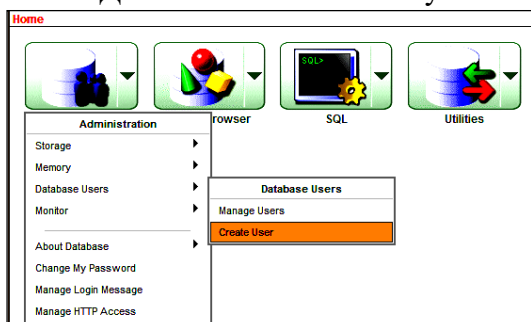 Home
SQL>
rowser
SQL
Utilities
Administration
Storage
Memory
Database Users
Monitor
About Database
Change My Password
Manage Login Message
Manage HTTP Access
Database Users
Manage Users
Create User